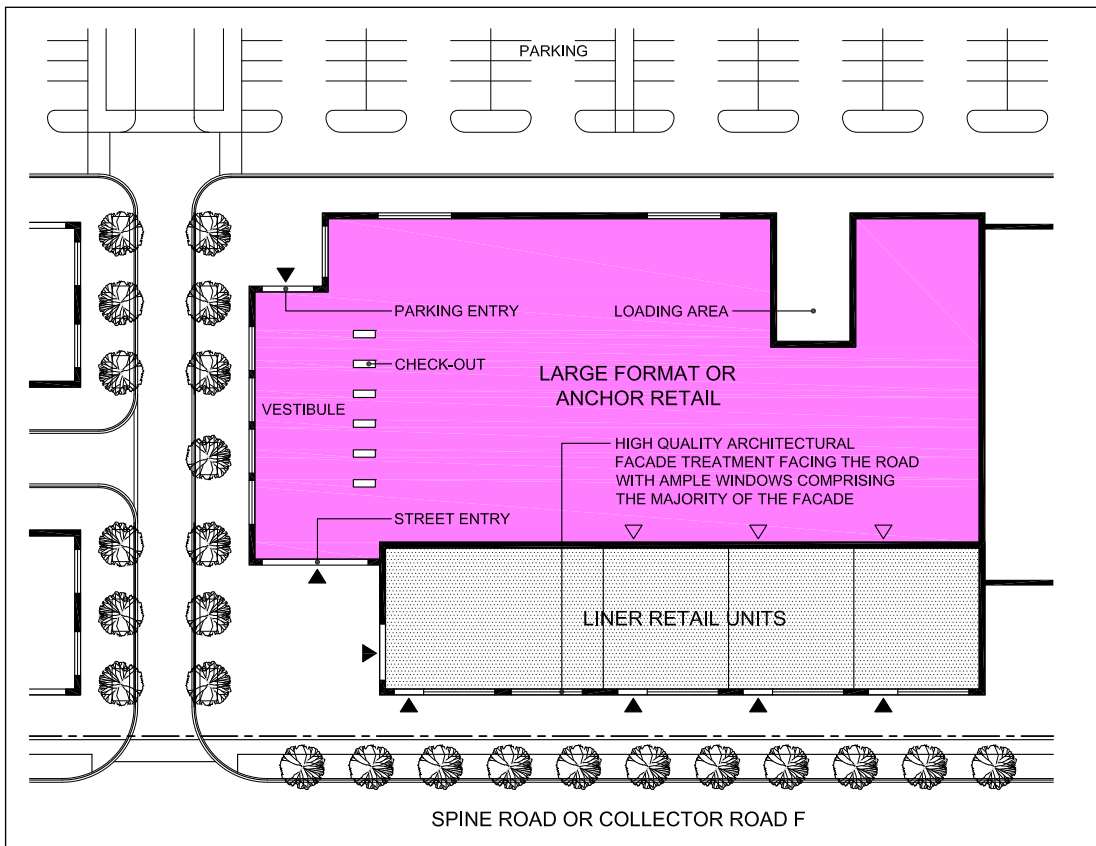 PARKING
PARKING ENTRY
LOADING AREA
CHECK-OUT
LARGE FORMAT OR
ANCHOR RETAIL
VESTIBULE
HIGH QUALITY ARCHITECTURAL
FACADE TREATMENT FACING THE ROAD
WITH AMPLE WINDOWS COMPRISING
THE MAJORITY OF THE FACADE
STREET ENTRY
LINER RETAIL UNITS
SPINE ROAD OR COLLECTOR ROAD F